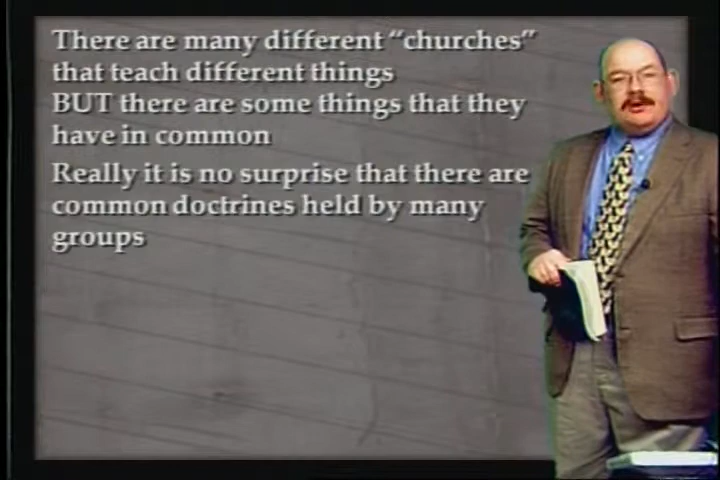 There are many different “churches”
that teach different things
BUT there are some things that they
have in common
Really it is no surprise that there are
common doctrines held by many
groups